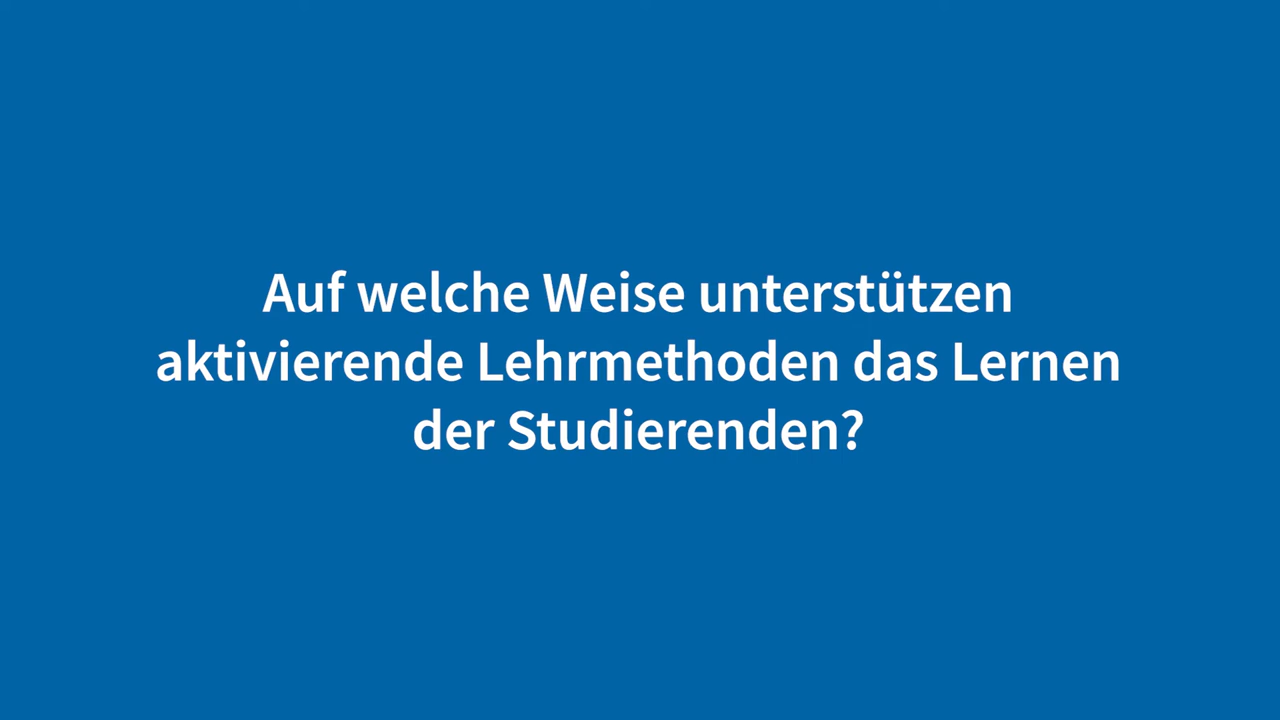 Auf welche Weise unterstützen
aktivierende Lehrmethoden das Lernen
der Studierenden?